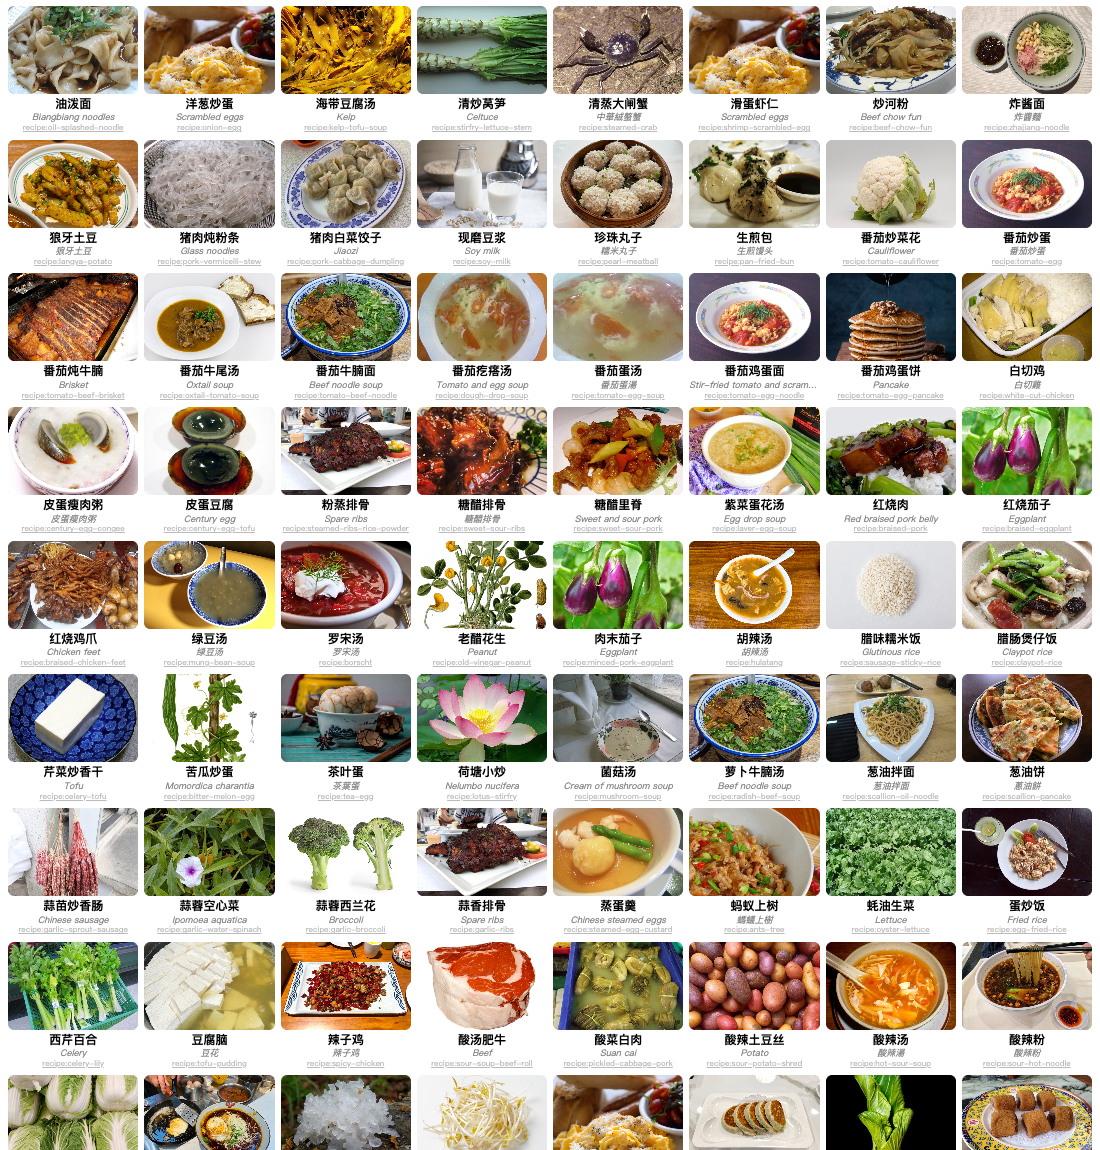 油泼面
Biangbiang noodles
recipe:oil-splashed-noodle
洋葱炒蛋
Scrambled eggs
recipe:onion-egg
海带豆腐汤
Kelp
recipe:kelp-tofu-soup
清炒莴笋
Celtuce
recipe:stirfry-lettuce-stem
清蒸大闸蟹
中華絨螯蟹
recipe:steamed-crab
滑蛋虾仁
Scrambled eggs
recipe:shrimp-scrambled-egg
炒河粉
Beef chow fun
recipe:beef-chow-fun
炸酱面
炸醬麵
recipe:zhajiang-noodle
狼牙土豆
狼牙土豆
recipe:langya-potato
猪肉炖粉条
Glass noodles
recipe:pork-vermicelli-stew
猪肉白菜饺子
Jiaozi
recipe:pork-cabbage-dumpling
现磨豆浆
Soy milk
recipe:soy-milk
珍珠丸子
糯米丸子
recipe:pearl-meatball
生煎包
生煎馒头
recipe:pan-fried-bun
番茄炒菜花
Cauliflower
recipe:tomato-cauliflower
番茄炒蛋
番茄炒蛋
recipe:tomato-egg
番茄炖牛腩
Brisket
recipe:tomato-beef-brisket
番茄牛尾汤
Oxtail soup
recipe:oxtail-tomato-soup
番茄牛腩面
Beef noodle soup
recipe:tomato-beef-noodle
番茄疙瘩汤
Tomato and egg soup
recipe:dough-drop-soup
番茄蛋汤
番茄蛋湯
recipe:tomato-egg-soup
番茄鸡蛋面
Stir-fried tomato and scram...
recipe:tomato-egg-noodle
番茄鸡蛋饼
Pancake
recipe:tomato-egg-pancake
白切鸡
白切雞
recipe:white-cut-chicken
皮蛋瘦肉粥
皮蛋瘦肉粥
recipe:century-egg-congee
皮蛋豆腐
Century egg
recipe:century-egg-tofu
粉蒸排骨
Spare ribs
recipe:steamed-ribs-rice-powder
糖醋排骨
糖醋排骨
recipe:sweet-sour-ribs
糖醋里脊
Sweet and sour pork
recipe:sweet-sour-pork
紫菜蛋花汤
Egg drop soup
recipe:laver-egg-soup
红烧肉
Red braised pork belly
recipe:braised-pork
红烧茄子
Eggplant
recipe:braised-eggplant
红烧鸡爪
Chicken feet
recipe:braised-chicken-feet
绿豆汤
绿豆汤
recipe:mung-bean-soup
罗宋汤
罗宋汤
recipe:borscht
老醋花生
Peanut
recipe:old-vinegar-peanut
肉末茄子
Eggplant
recipe:minced-pork-eggplant
胡辣汤
胡辣汤
recipe:hulatang
腊味糯米饭
Glutinous rice
recipe:sausage-sticky-rice
腊肠煲仔饭
Claypot rice
recipe:claypot-rice
芹菜炒香干
Tofu
recipe:celery-tofu
苦瓜炒蛋
Momordica charantia
recipe:bitter-melon-egg
茶叶蛋
茶葉蛋
recipe:tea-egg
荷塘小炒
Nelumbo nucifera
recipe:lotus-stirfry
菌菇汤
Cream of mushroom soup
recipe:mushroom-soup
萝卜牛腩汤
Beef noodle soup
recipe:radish-beef-soup
葱油拌面
葱油拌面
recipe:scallion-oil-noodle
葱油饼
葱油餅
recipe:scallion-pancake
蒜苗炒香肠
Chinese sausage
recipe:garlic-sprout-sausage
蒜蓉空心菜
Ipomoea aquatica
recipe:garlic-water-spinach
蒜蓉西兰花
Broccoli
recipe:garlic-broccoli
蒜香排骨
Spare ribs
recipe:garlic-ribs
蒸蛋羹
Chinese steamed eggs
recipe:steamed-egg-custard
蚂蚁上树
螞蟻上樹
recipe:ants-tree
蚝油生菜
Lettuce
recipe:oyster-lettuce
蛋炒饭
Fried rice
recipe:egg-fried-rice
西芹百合
Celery
recipe:celery-lily
豆腐脑
豆花
recipe:tofu-pudding
辣子鸡
辣子鸡
recipe:spicy-chicken
酸汤肥牛
Beef
recipe:sour-soup-beef-roll
酸菜白肉
Suan cai
recipe:pickled-cabbage-pork
酸辣土豆丝
Potato
recipe:sour-potato-shred
酸辣汤
酸辣湯
recipe:hot-sour-soup
酸辣粉
酸辣粉
recipe:sour-hot-noodle